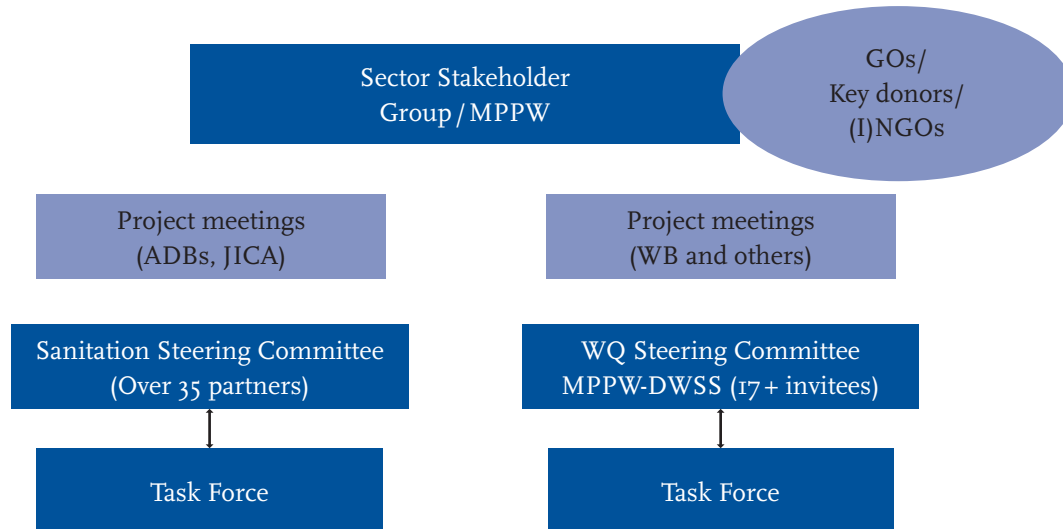 Sector Stakeholder
Group / MPPW
GOs/
Key donors/
(I)NGOs
Project meetings
(ADBs, JICA)
Project meetings
(WB and others)
Sanitation Steering Committee
(Over 35 partners)
WQ Steering Committee
MPPW-DWSS (17+ invitees)
Task Force
Task Force